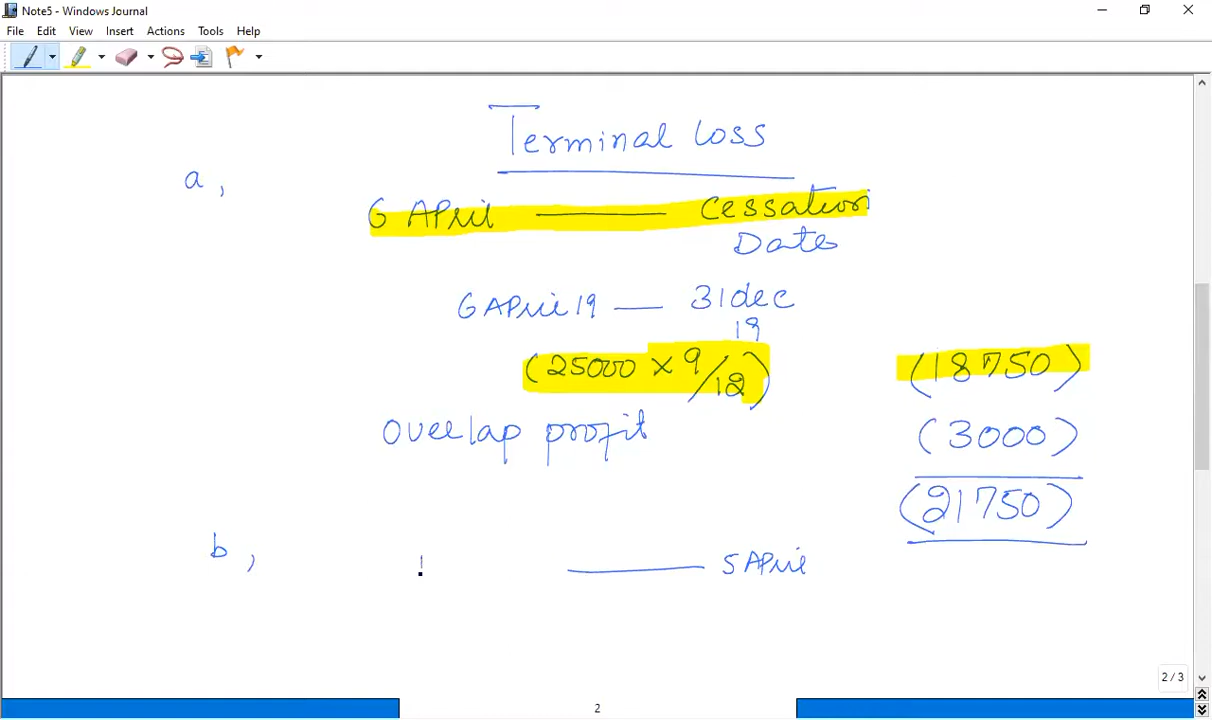 Note5 - Windows Journal
File Edit View Insert Actions Tools Help
Terminal loss
a,
6 April — Cessation
Date
6 April 19 — 31 dec
19
(25000 × 9/12) (18750)
overlap profit (3000)
(21750)
b, — 5 April
2 / 3
2